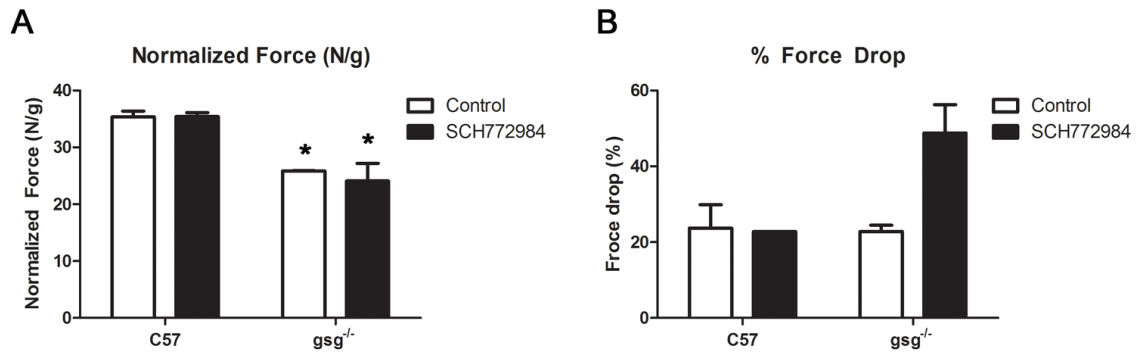 A
Normalized Force (N/g)
Normalized Force (N/g)
40
30
20
10
0
* *
C57 gsg-/-
Control
SCH772984
B
% Force Drop
Froce drop (%)
60
40
20
0
C57 gsg-/-
Control
SCH772984